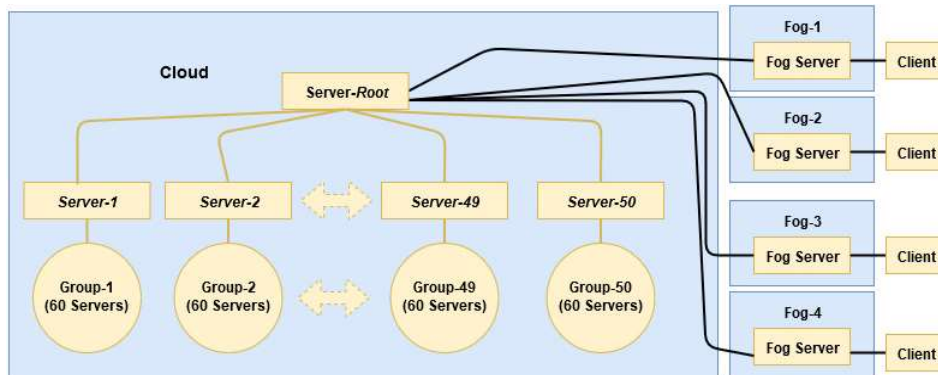 Cloud
Server-Root
Server-1
Server-2
Server-49
Server-50
Group-1
(60 Servers)
Group-2
(60 Servers)
Group-49
(60 Servers)
Group-50
(60 Servers)
Fog-1
Fog Server
Client
Fog-2
Fog Server
Client
Fog-3
Fog Server
Client
Fog-4
Fog Server
Client